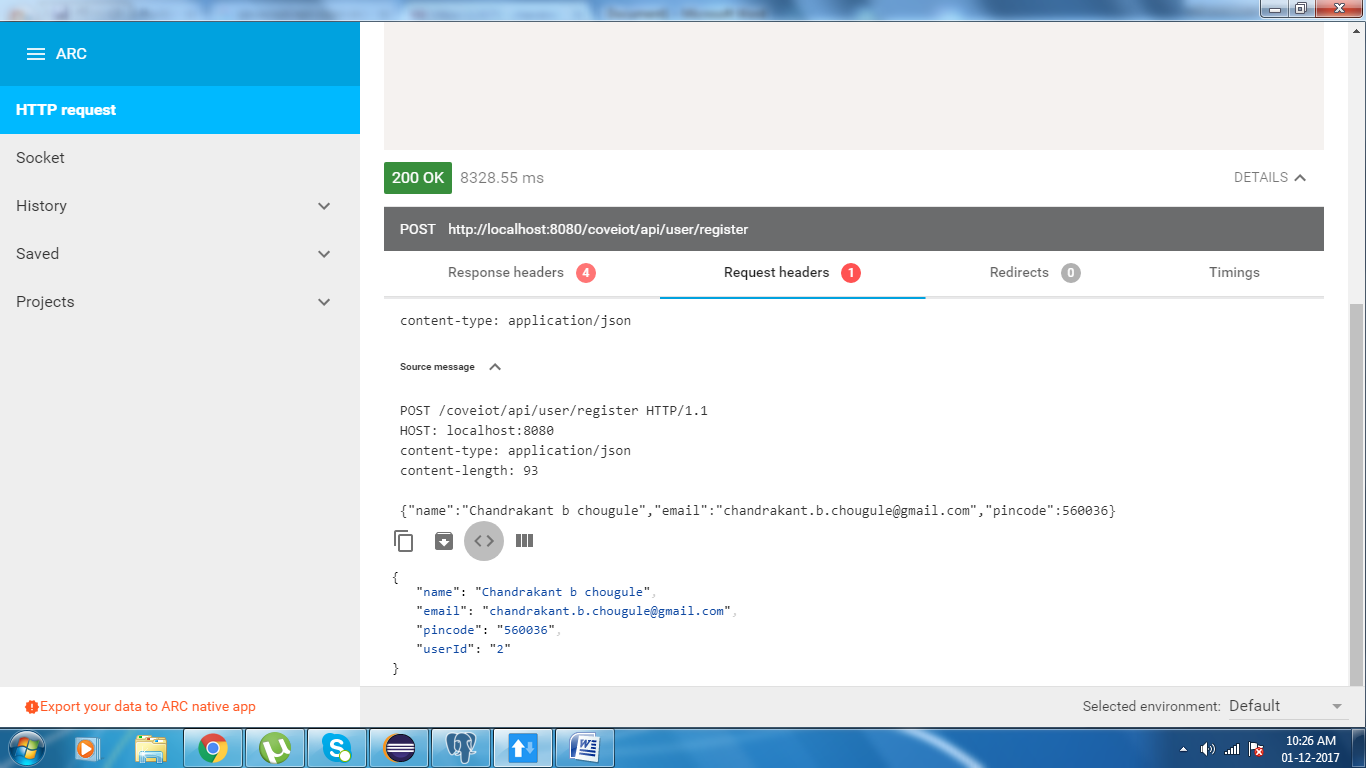 ARC
HTTP request
Socket
History
Saved
Projects
Export your data to ARC native app
200 OK 8328.55 ms DETAILS
POST http://localhost:8080/coveiot/api/user/register
Response headers 4 Request headers 1 Redirects 0 Timings
content-type: application/json
Source message
POST /coveiot/api/user/register HTTP/1.1
HOST: localhost:8080
content-type: application/json
content-length: 93
{"name":"Chandrakant b chougule","email":"chandrakant.b.chougule@gmail.com","pincode":560036}
{
"name": "Chandrakant b chougule",
"email": "chandrakant.b.chougule@gmail.com",
"pincode": "560036",
"userId": "2"
}
Selected environment: Default
10:26 AM
01-12-2017